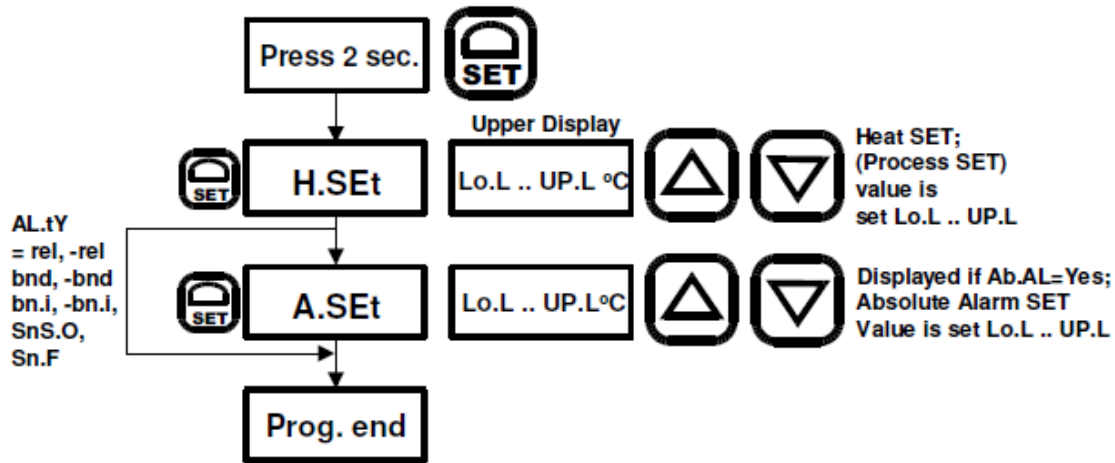 Press 2 sec.
SET
Upper Display
SET
H.SEt
Lo.L .. UP.L ºC
Heat SET;
(Process SET)
value is
set Lo.L .. UP.L
AL.tY
= rel, -rel
bnd, -bnd
bn.i, -bn.i,
SnS.O,
Sn.F
SET
A.SEt
Lo.L .. UP.LºC
Displayed if Ab.AL=Yes;
Absolute Alarm SET
Value is set Lo.L .. UP.L
Prog. end